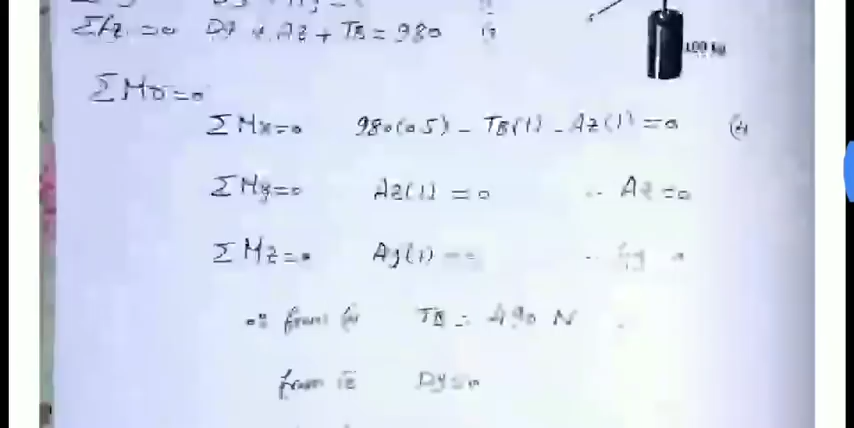 ΣFz =0 Dz + Az + TB = 980
100 kg
ΣMD=0
ΣMx=0 980(0.5) - TB(1) - Az(1) =0
ΣMy=0 Az(1) =0 ∴ Az =0
ΣMz=0 Ay(1) =
∴ from TB = 490 N
from Dy=0